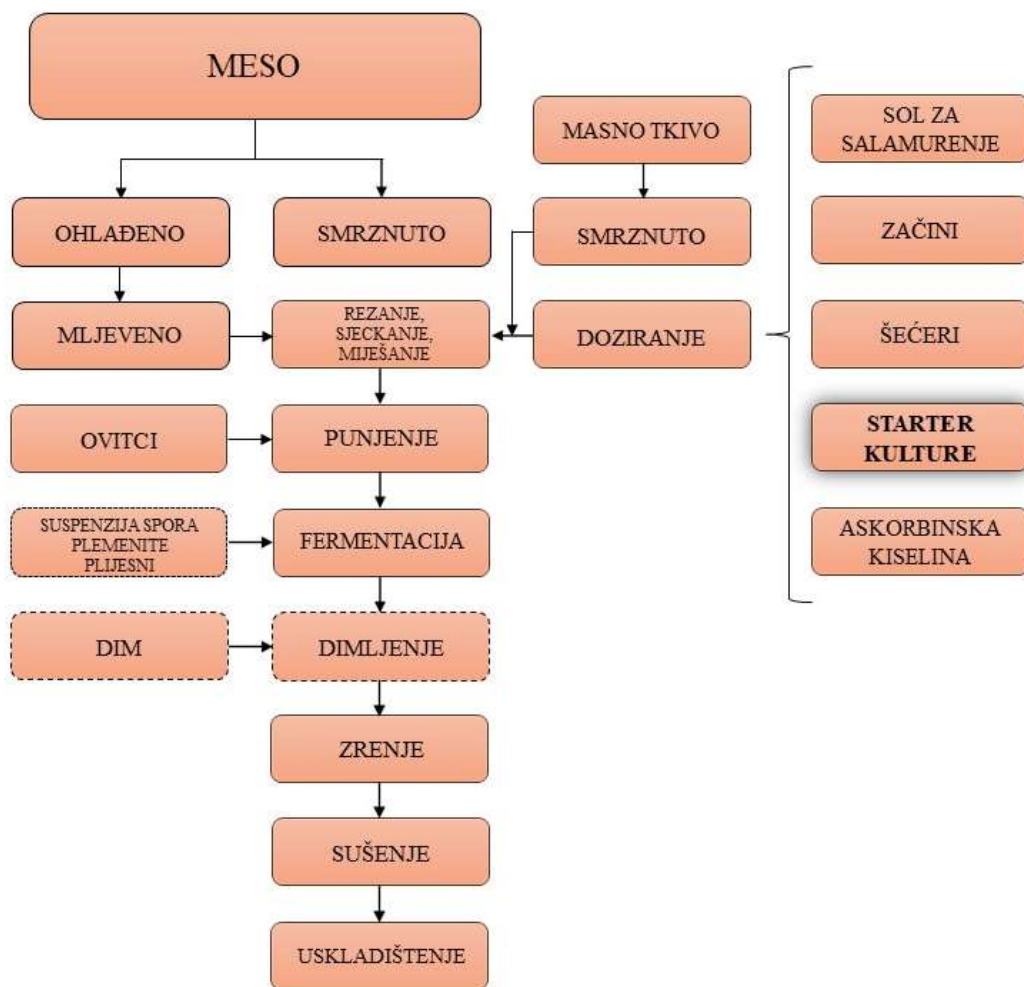 MESO
MASNO TKIVO
SOL ZA
SALAMURENJE
OHLAĐENO
SMRZNUTO
SMRZNUTO
ZAČINI
MLJEVENO
REZANJE,
SJECKANJE,
MIJEŠANJE
DOZIRANJE
ŠEĆERI
OVITCI
PUNJENJE
STARTER
KULTURE
SUSPENZIJA SPORA
PLEMENITE
PLIJESNI
FERMENTACIJA
ASKORBINSKA
KISELINA
DIM
DIMLJENJE
ZRENJE
SUŠENJE
USKLADIŠTENJE